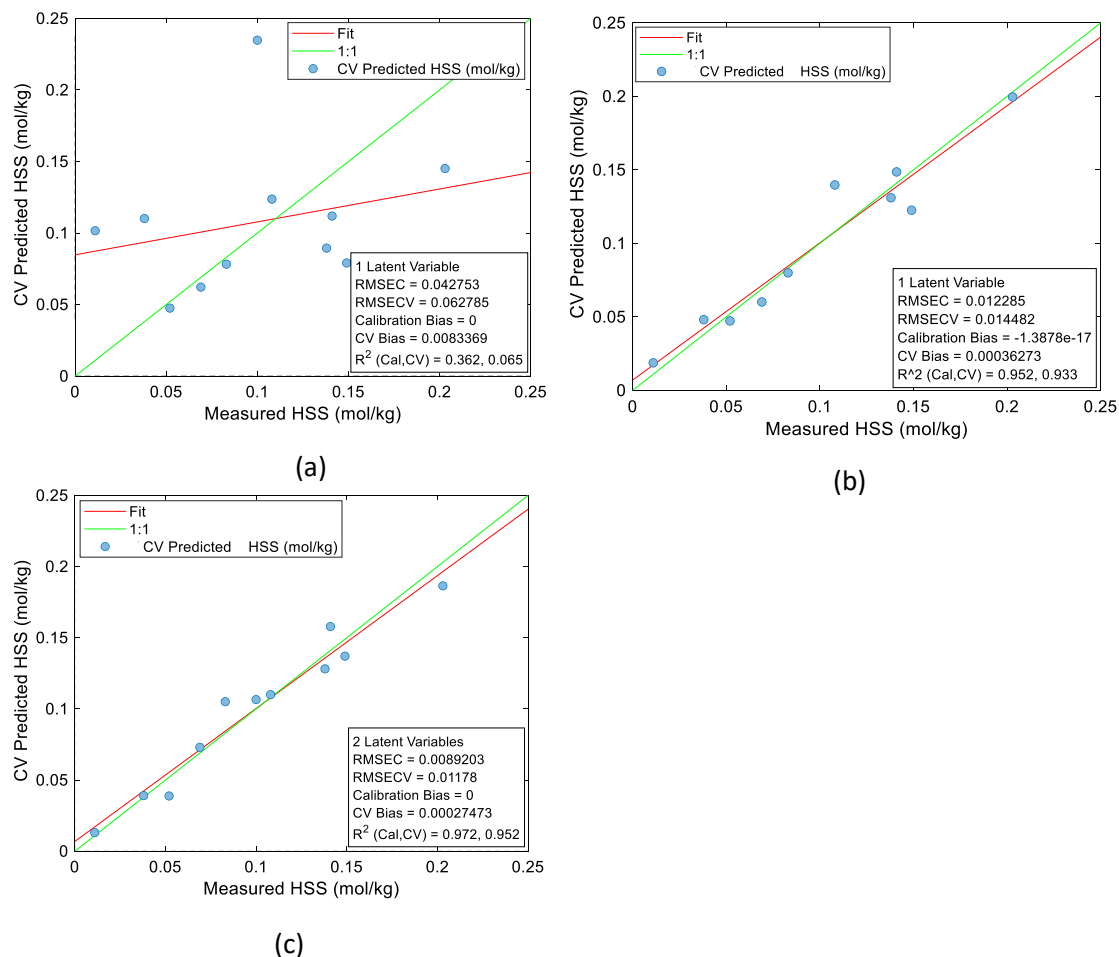 0.25
0.2
0.15
0.1
0.05
0
CV Predicted HSS (mol/kg)
Fit
1:1
CV Predicted HSS (mol/kg)
1 Latent Variable
RMSEC = 0.042753
RMSECV = 0.062785
Calibration Bias = 0
CV Bias = 0.0083369
R² (Cal,CV) = 0.362, 0.065
0 0.05 0.1 0.15 0.2 0.25
Measured HSS (mol/kg)
(a)
0.25
0.2
0.15
0.1
0.05
0
CV Predicted HSS (mol/kg)
Fit
1:1
CV Predicted HSS (mol/kg)
1 Latent Variable
RMSEC = 0.012285
RMSECV = 0.014482
Calibration Bias = -1.3878e-17
CV Bias = 0.00036273
R^2 (Cal,CV) = 0.952, 0.933
0 0.05 0.1 0.15 0.2 0.25
Measured HSS (mol/kg)
(b)
0.25
0.2
0.15
0.1
0.05
0
CV Predicted HSS (mol/kg)
Fit
1:1
CV Predicted HSS (mol/kg)
2 Latent Variables
RMSEC = 0.0089203
RMSECV = 0.01178
Calibration Bias = 0
CV Bias = 0.00027473
R² (Cal,CV) = 0.972, 0.952
0 0.05 0.1 0.15 0.2 0.25
Measured HSS (mol/kg)
(c)